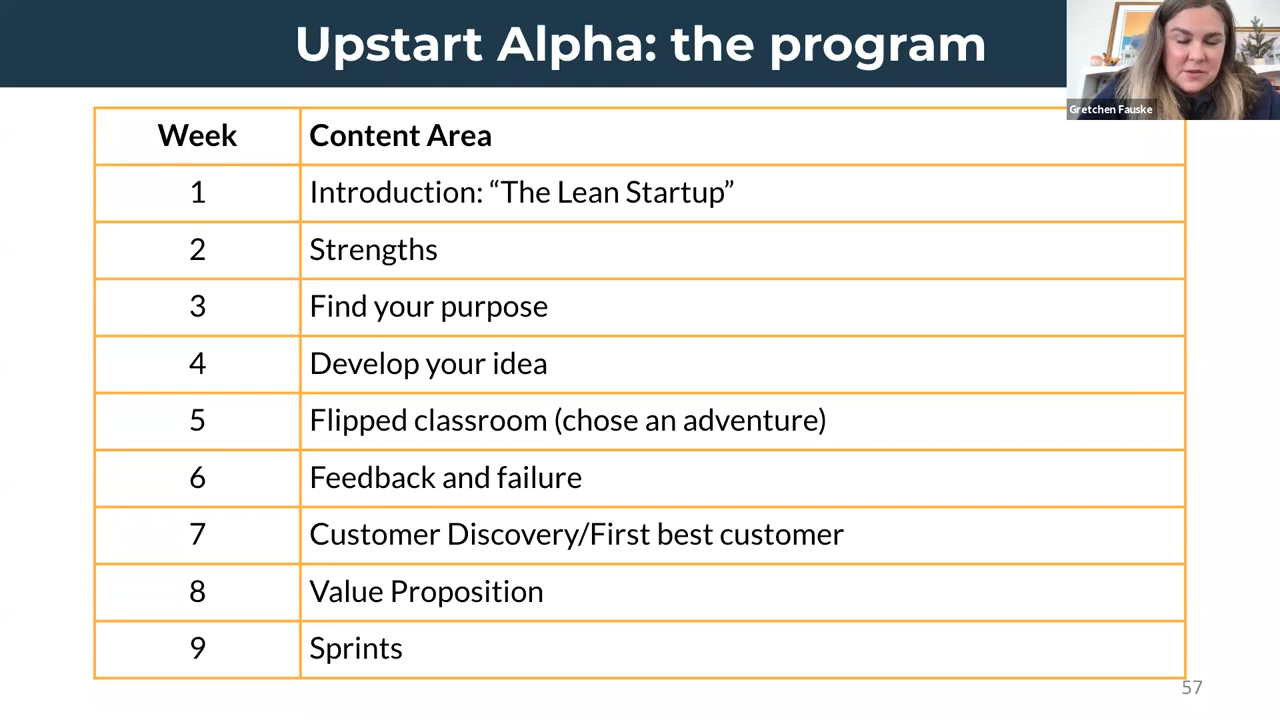 Upstart Alpha: the program
Gretchen Fauske
Week Content Area
1 Introduction: “The Lean Startup”
2 Strengths
3 Find your purpose
4 Develop your idea
5 Flipped classroom (chose an adventure)
6 Feedback and failure
7 Customer Discovery/First best customer
8 Value Proposition
9 Sprints
57